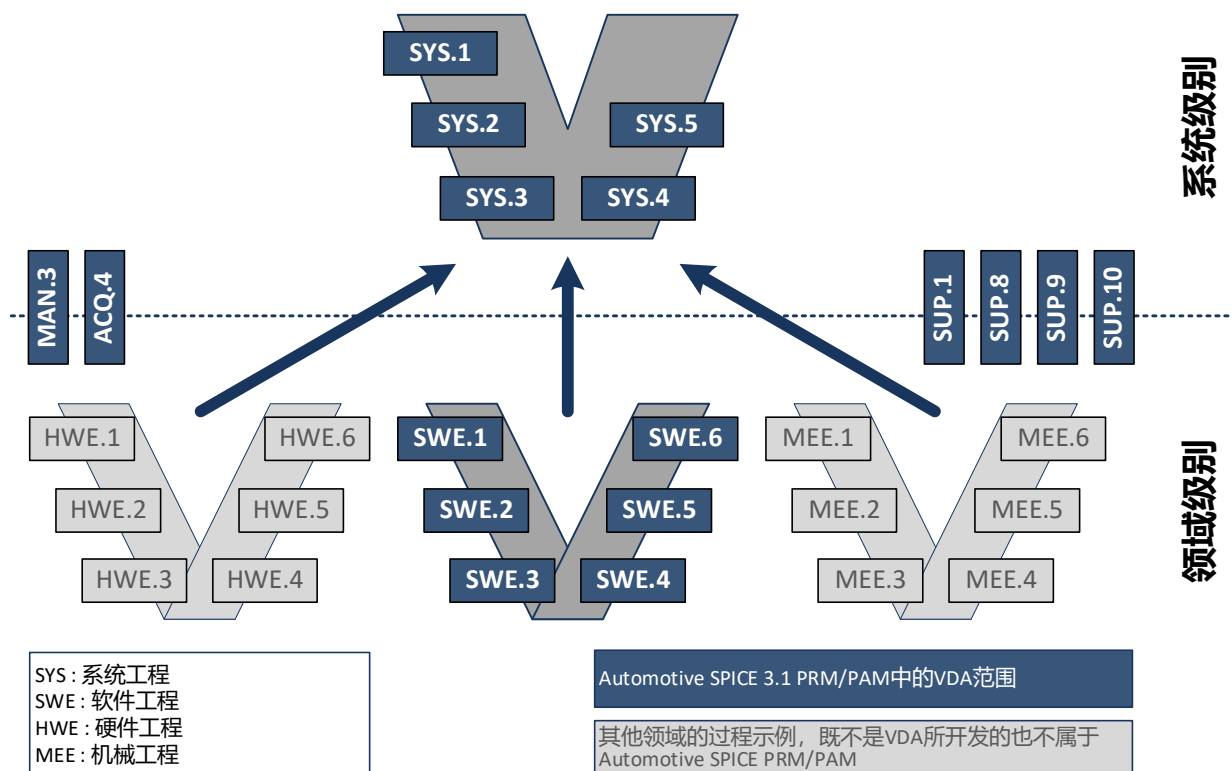 SYS.1
SYS.2
SYS.5
SYS.3
SYS.4
系统级别
MAN.3
ACQ.4
SUP.1
SUP.8
SUP.9
SUP.10
HWE.1
HWE.6
HWE.2
HWE.5
HWE.3
HWE.4
SWE.1
SWE.6
SWE.2
SWE.5
SWE.3
SWE.4
MEE.1
MEE.6
MEE.2
MEE.5
MEE.3
MEE.4
领域级别
SYS : 系统工程
SWE : 软件工程
HWE : 硬件工程
MEE : 机械工程
Automotive SPICE 3.1 PRM/PAM中的VDA范围
其他领域的过程示例，既不是VDA所开发的也不属于
Automotive SPICE PRM/PAM